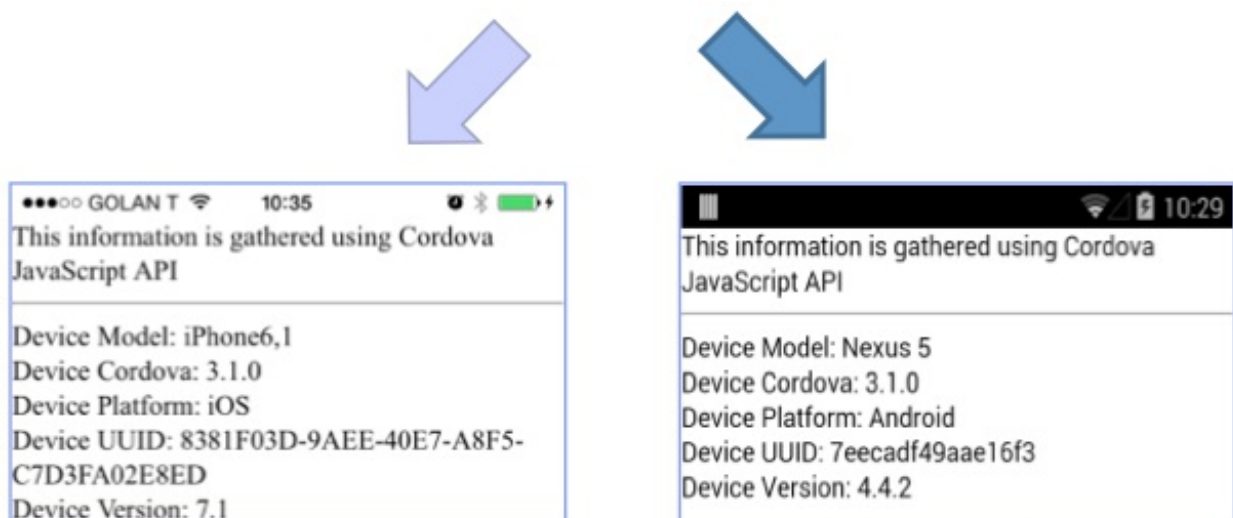 GOLAN T 10:35
This information is gathered using Cordova
JavaScript API
Device Model: iPhone6,1
Device Cordova: 3.1.0
Device Platform: iOS
Device UUID: 8381F03D-9AEE-40E7-A8F5-
C7D3FA02E8ED
Device Version: 7.1
10:29
This information is gathered using Cordova
JavaScript API
Device Model: Nexus 5
Device Cordova: 3.1.0
Device Platform: Android
Device UUID: 7eecadf49aae16f3
Device Version: 4.4.2